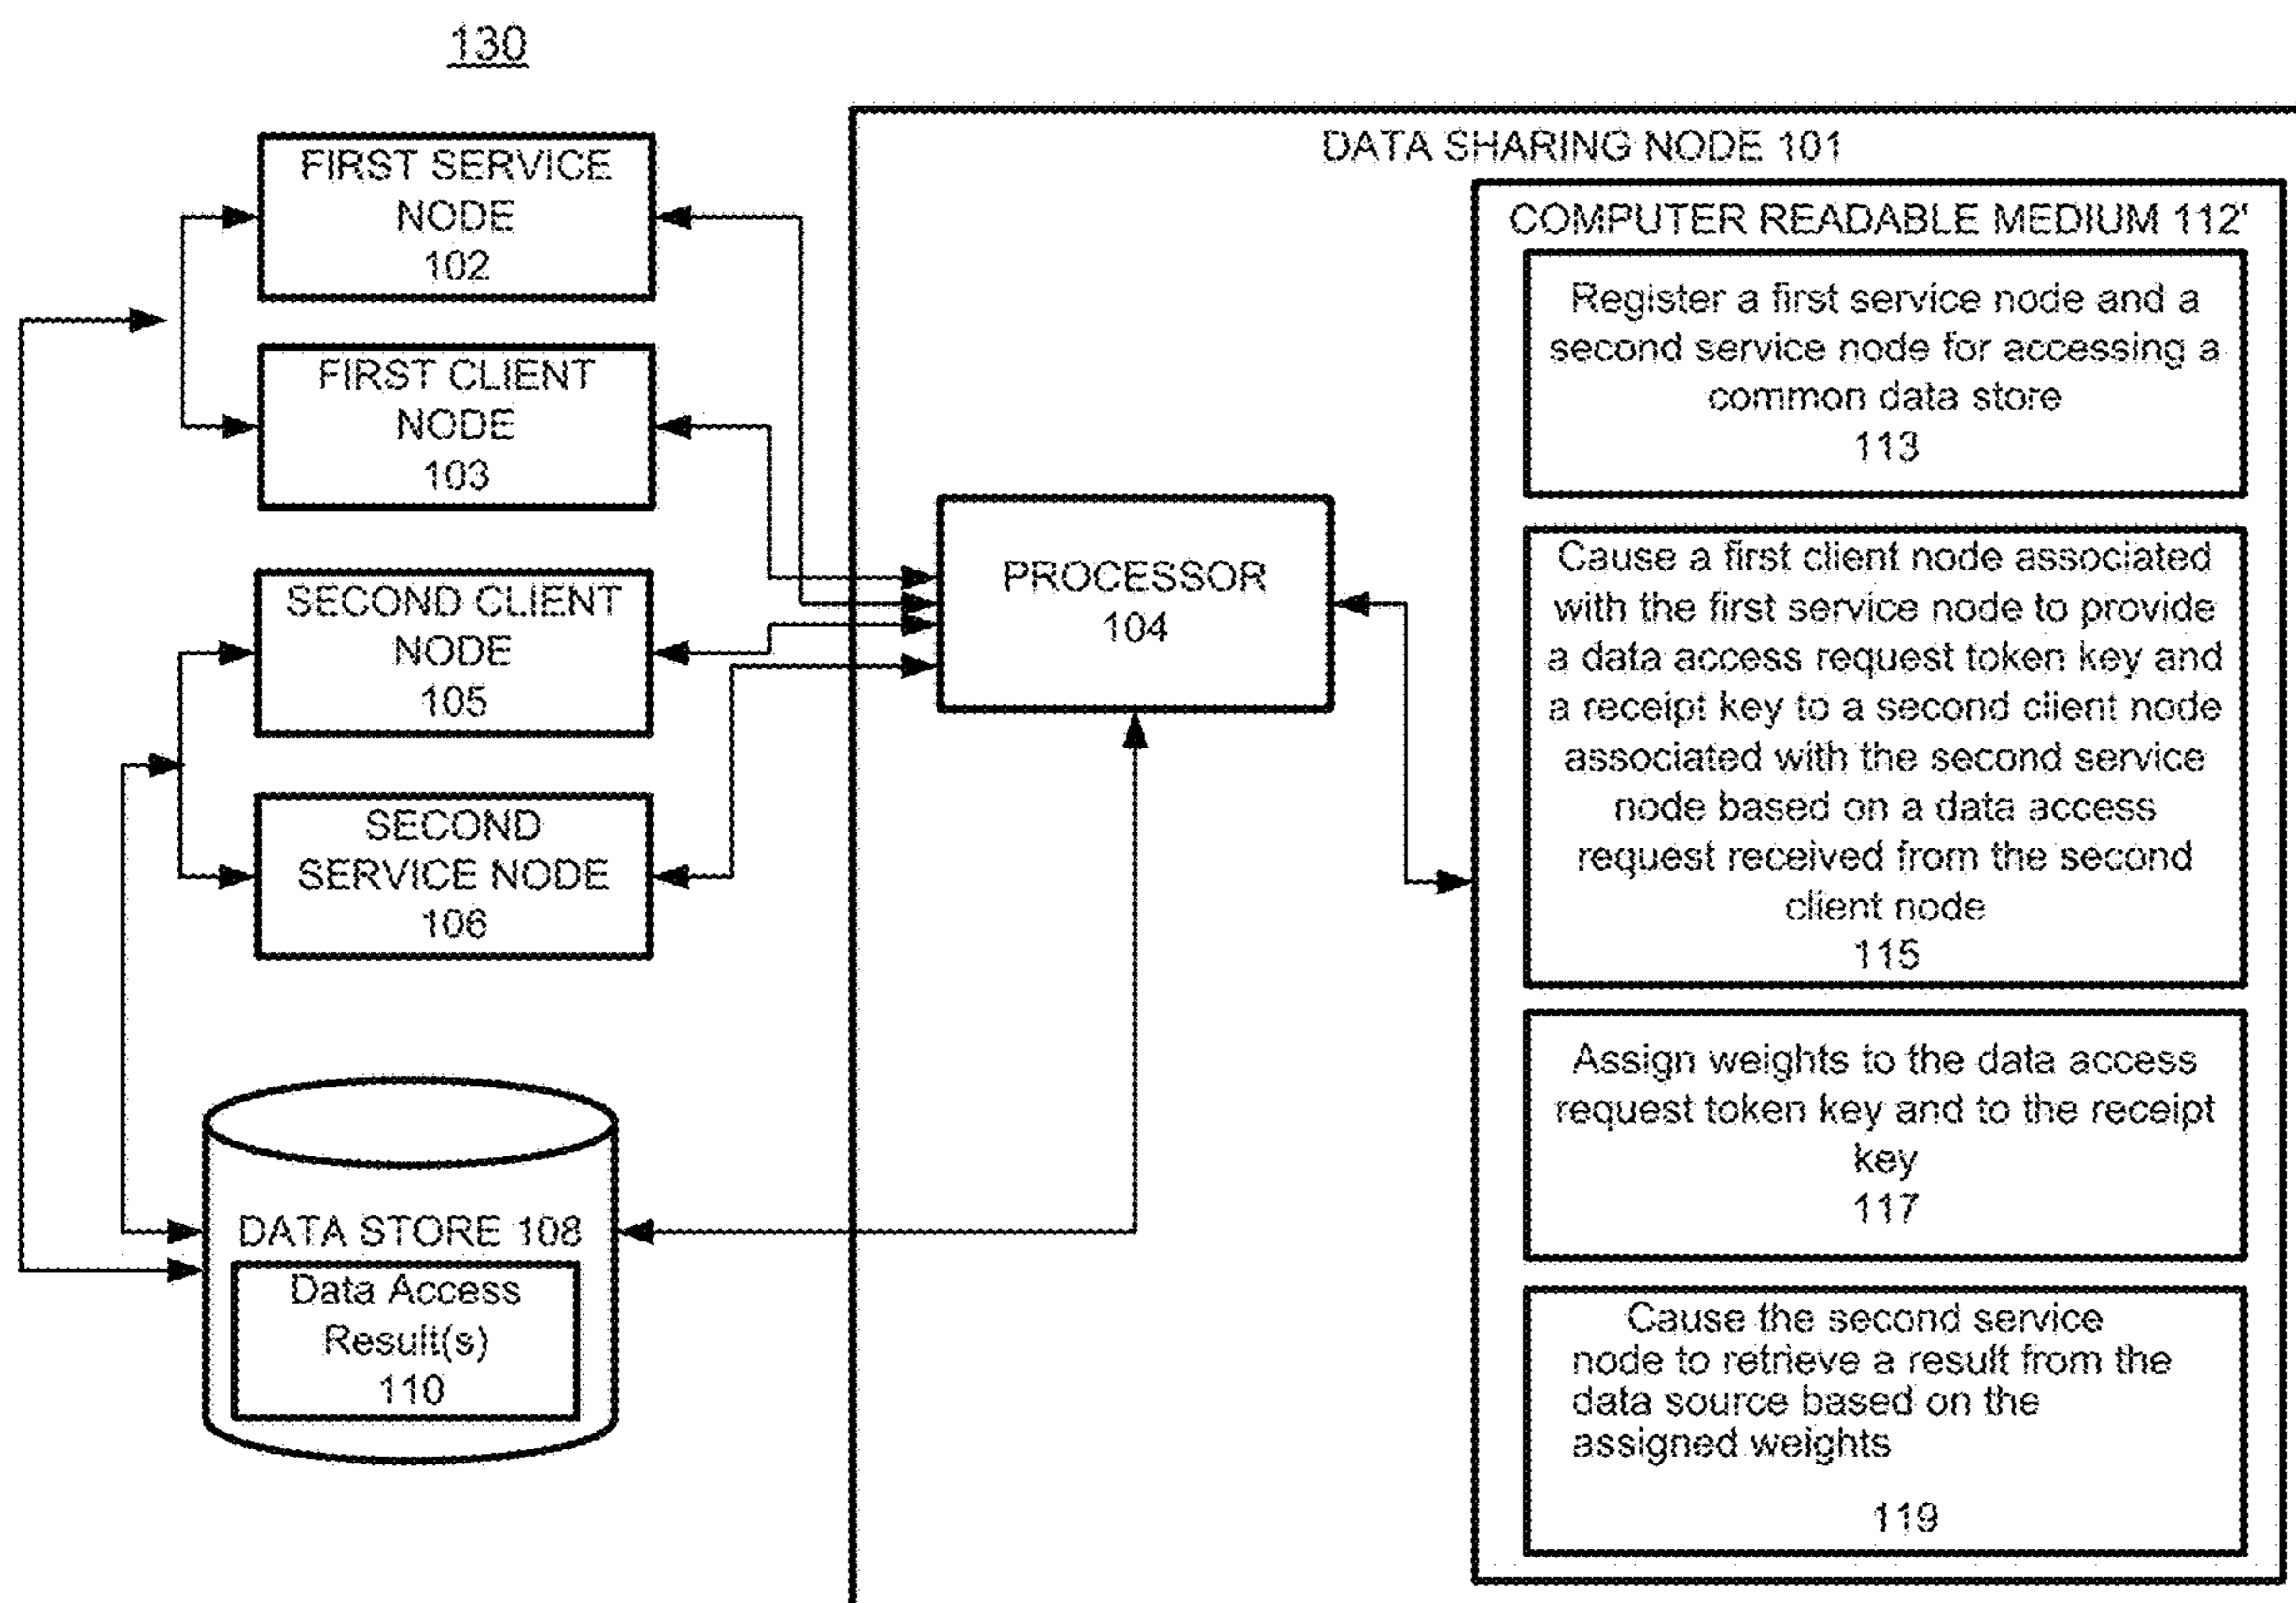 130
FIRST SERVICE
NODE
102
FIRST CLIENT
NODE
103
SECOND CLIENT
NODE
105
SECOND
SERVICE NODE
106
DATA STORE 108
Data Access
Result(s)
110
DATA SHARING NODE 101
PROCESSOR
104
COMPUTER READABLE MEDIUM 112'
Register a first service node and a
second service node for accessing a
common data store
113
Cause a first client node associated
with the first service node to provide
a data access request token key and
a receipt key to a second client node
associated with the second service
node based on a data access
request received from the second
client node
115
Assign weights to the data access
request token key and to the receipt
key
117
Cause the second service
node to retrieve a result from the
data source based on the
assigned weights
119